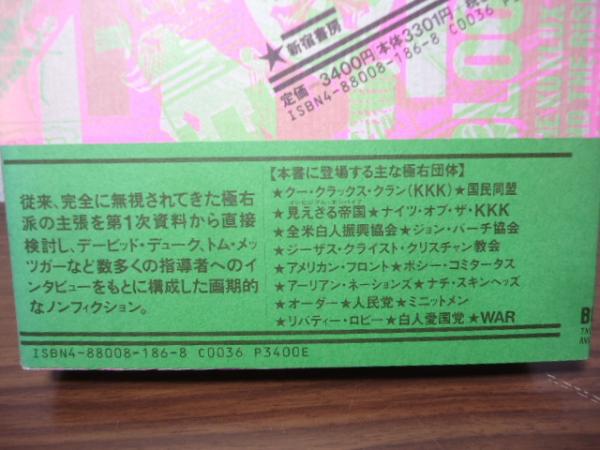 ★新宿書房
定価=3400円 本体3301円
ISBN4-88008-186-8 C0036 P3
従来、完全に無視されてきた極右
派の主張を第1次資料から直接
検討し、デービッド・デューク、トム・メッ
ツガーなど数多くの指導者へのイ
ンタビューをもとに構成した画期的
なノンフィクション。
【本書に登場する主な極右団体】
★クー・クラックス・クラン(KKK)★国民同盟
★見えざる帝国★ナイツ・オブ・ザ・KKK
★全米白人振興協会★ジョン・バーチ協会
★ジーザス・クライスト・クリスチャン教会
★アメリカン・フロント★ポシー・コミタータス
★アーリアン・ネーションズ★ナチ・スキンヘッズ
★オーダー★人民党★ミニットメン
★リバティー・ロビー★白人愛国党★WAR
ISBN4-88008-186-8 C0036 P3400E